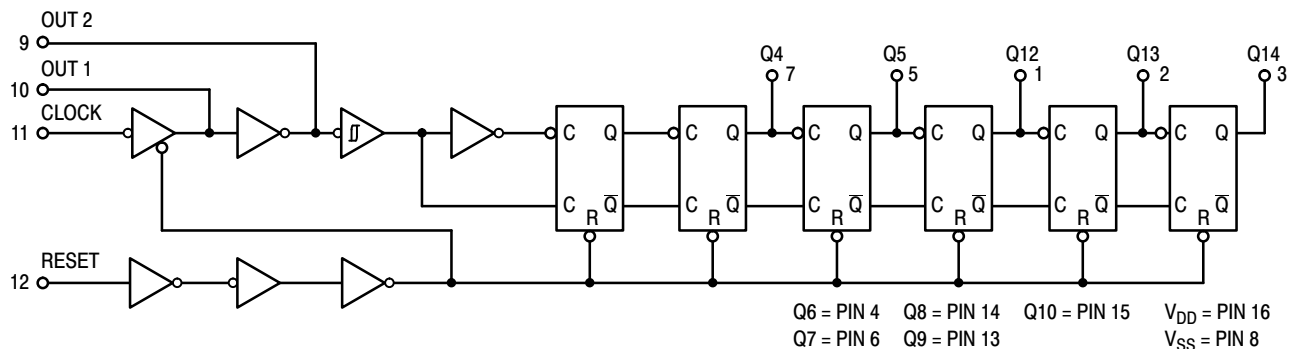 OUT 2
9
OUT 1
10
CLOCK
11
Q4
7
Q5
5
Q12
1
Q13
2
Q14
3
C Q C Q C Q C Q C Q C Q
C Q̅ C Q̅ C Q̅ C Q̅ C Q̅ C Q̅
R R R R R R
RESET
12
Q6 = PIN 4 Q8 = PIN 14 Q10 = PIN 15 VDD = PIN 16
Q7 = PIN 6 Q9 = PIN 13 VSS = PIN 8